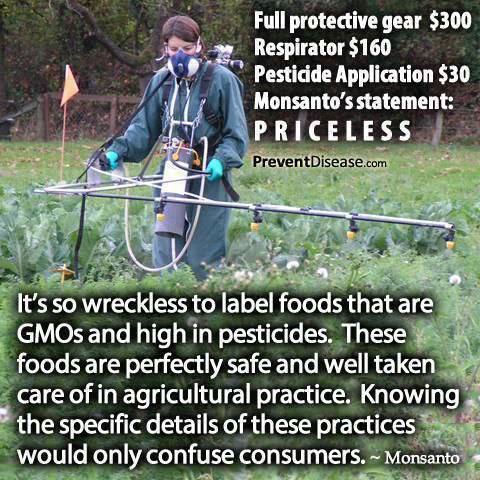 Full protective gear $300
Respirator $160
Pesticide Application $30
Monsanto's statement:
PRICELESS
PreventDisease.com
It's so wreckless to label foods that are
GMOs and high in pesticides. These
foods are perfectly safe and well taken
care of in agricultural practice. Knowing
the specific details of these practices
would only confuse consumers. ~ Monsanto